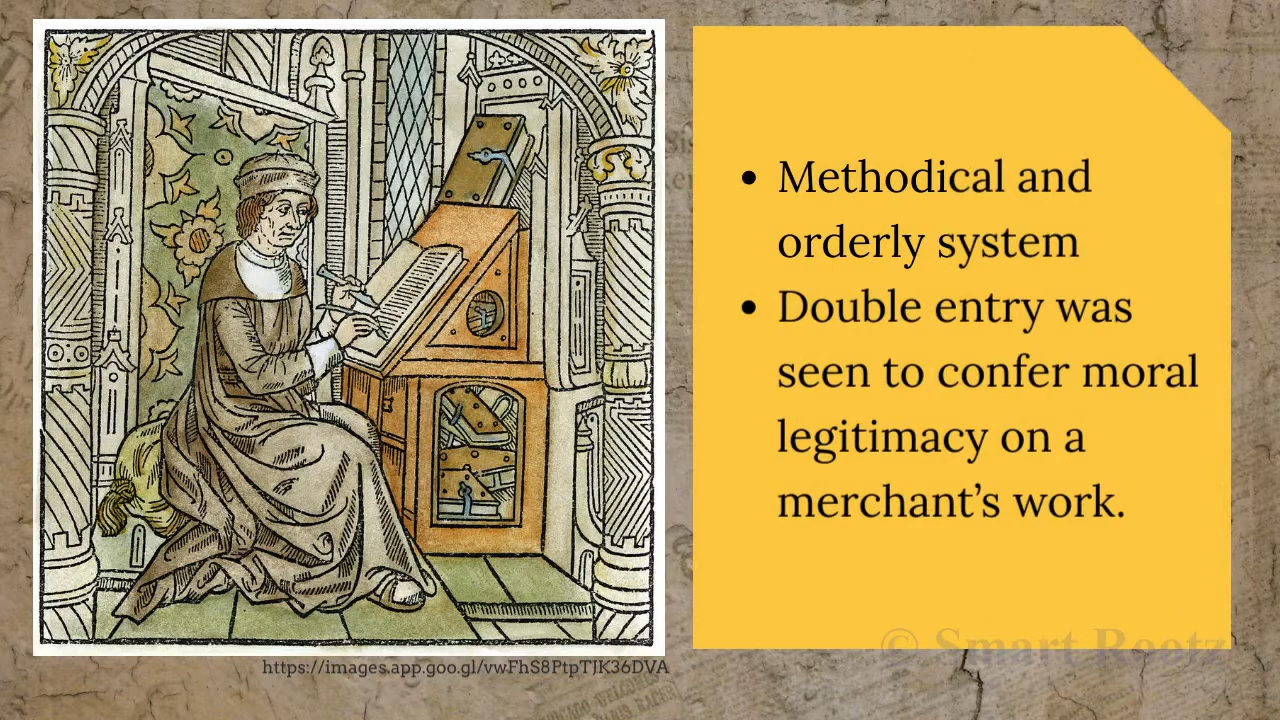 • Methodical and
orderly system
• Double entry was
seen to confer moral
legitimacy on a
merchant’s work.
© Smart Rootz
https://images.app.goo.gl/vwFhS8PtpTJK36DVA